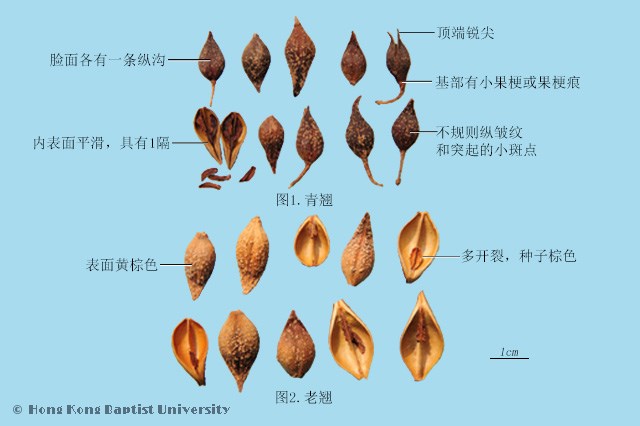 顶端锐尖
脸面各有一条纵沟
基部有小果梗或果梗痕
内表面平滑，具有1隔
不规则纵皱纹
和突起的小斑点
图1.青翘
表面黄棕色
多开裂，种子棕色
1cm
图2.老翘
© Hong Kong Baptist University